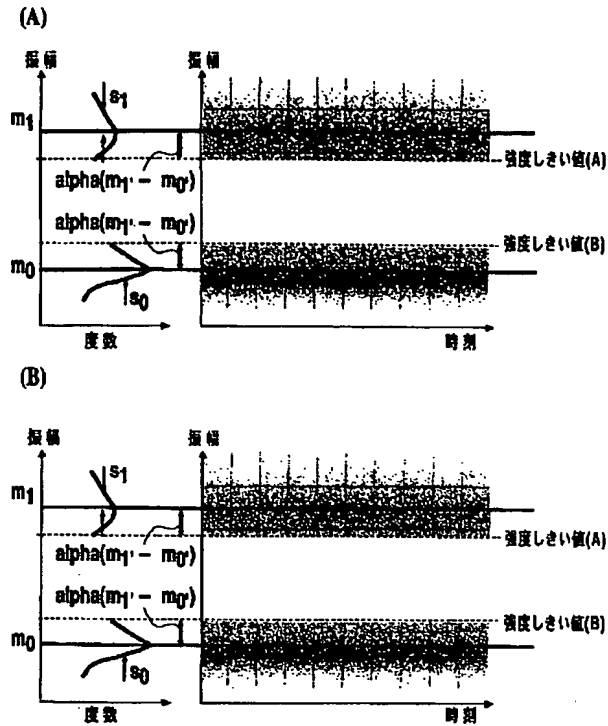 (A)
振幅 振幅
s1
m1
強度しきい値(A)
alpha(m1' − m0')
alpha(m1' − m0')
強度しきい値(B)
m0
s0
度数 時刻
(B)
振幅 振幅
s1
m1
強度しきい値(A)
alpha(m1' − m0')
alpha(m1' − m0')
強度しきい値(B)
m0
s0
度数 時刻